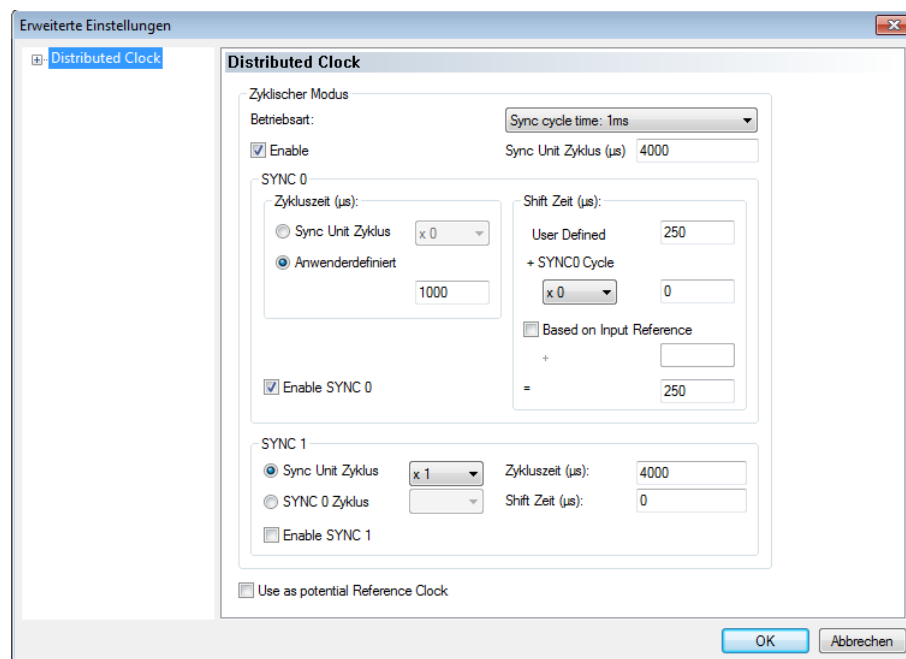 Erweiterte Einstellungen
Distributed Clock
Distributed Clock
Zyklischer Modus
Betriebsart:
Sync cycle time: 1ms
Enable
Sync Unit Zyklus (µs)
4000
SYNC 0
Zykluszeit (µs):
Sync Unit Zyklus
x 0
Anwenderdefiniert
1000
Enable SYNC 0
Shift Zeit (µs):
User Defined
250
+ SYNC0 Cycle
x 0
0
Based on Input Reference
+
=
250
SYNC 1
Sync Unit Zyklus
x 1
Zykluszeit (µs):
4000
SYNC 0 Zyklus
Shift Zeit (µs):
0
Enable SYNC 1
Use as potential Reference Clock
OK
Abbrechen